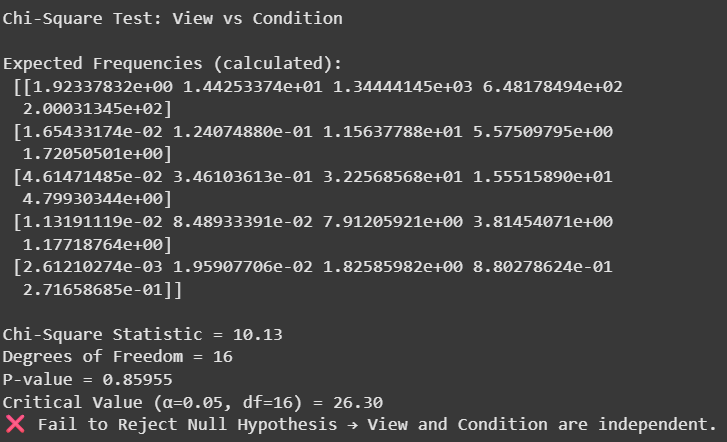 Chi-Square Test: View vs Condition
Expected Frequencies (calculated):
[[1.92337832e+00 1.44253374e+01 1.34444145e+03 6.48178494e+02
2.00031345e+02]
[1.65433174e-02 1.24074880e-01 1.15637788e+01 5.57509795e+00
1.72050501e+00]
[4.61471485e-02 3.46103613e-01 3.22568568e+01 1.55515890e+01
4.79930344e+00]
[1.13191119e-02 8.48933391e-02 7.91205921e+00 3.81454071e+00
1.17718764e+00]
[2.61210274e-03 1.95907706e-02 1.82585982e+00 8.80278624e-01
2.71658685e-01]]
Chi-Square Statistic = 10.13
Degrees of Freedom = 16
P-value = 0.85955
Critical Value (α=0.05, df=16) = 26.30
❌ Fail to Reject Null Hypothesis → View and Condition are independent.